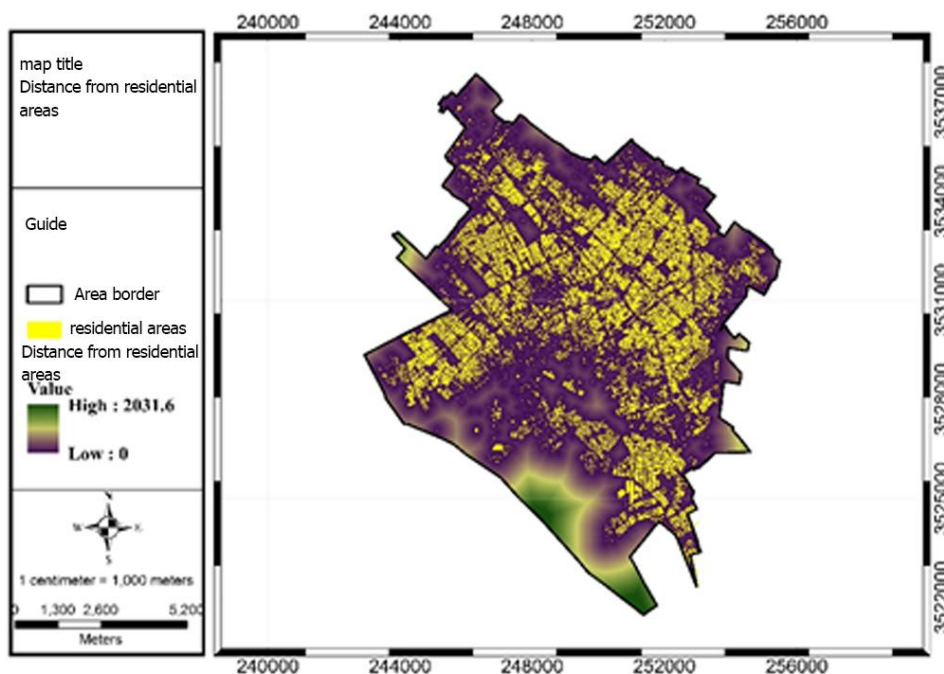 map title
Distance from residential
areas
Guide
Area border
residential areas
Distance from residential
areas
Value
High : 2031.6
Low : 0
N
W
E
S
1 centimeter = 1,000 meters
0 1,300 2,600 5,200
Meters
240000 244000 248000 252000 256000
3537000
3534000
3531000
3528000
3525000
3522000
240000 244000 248000 252000 256000